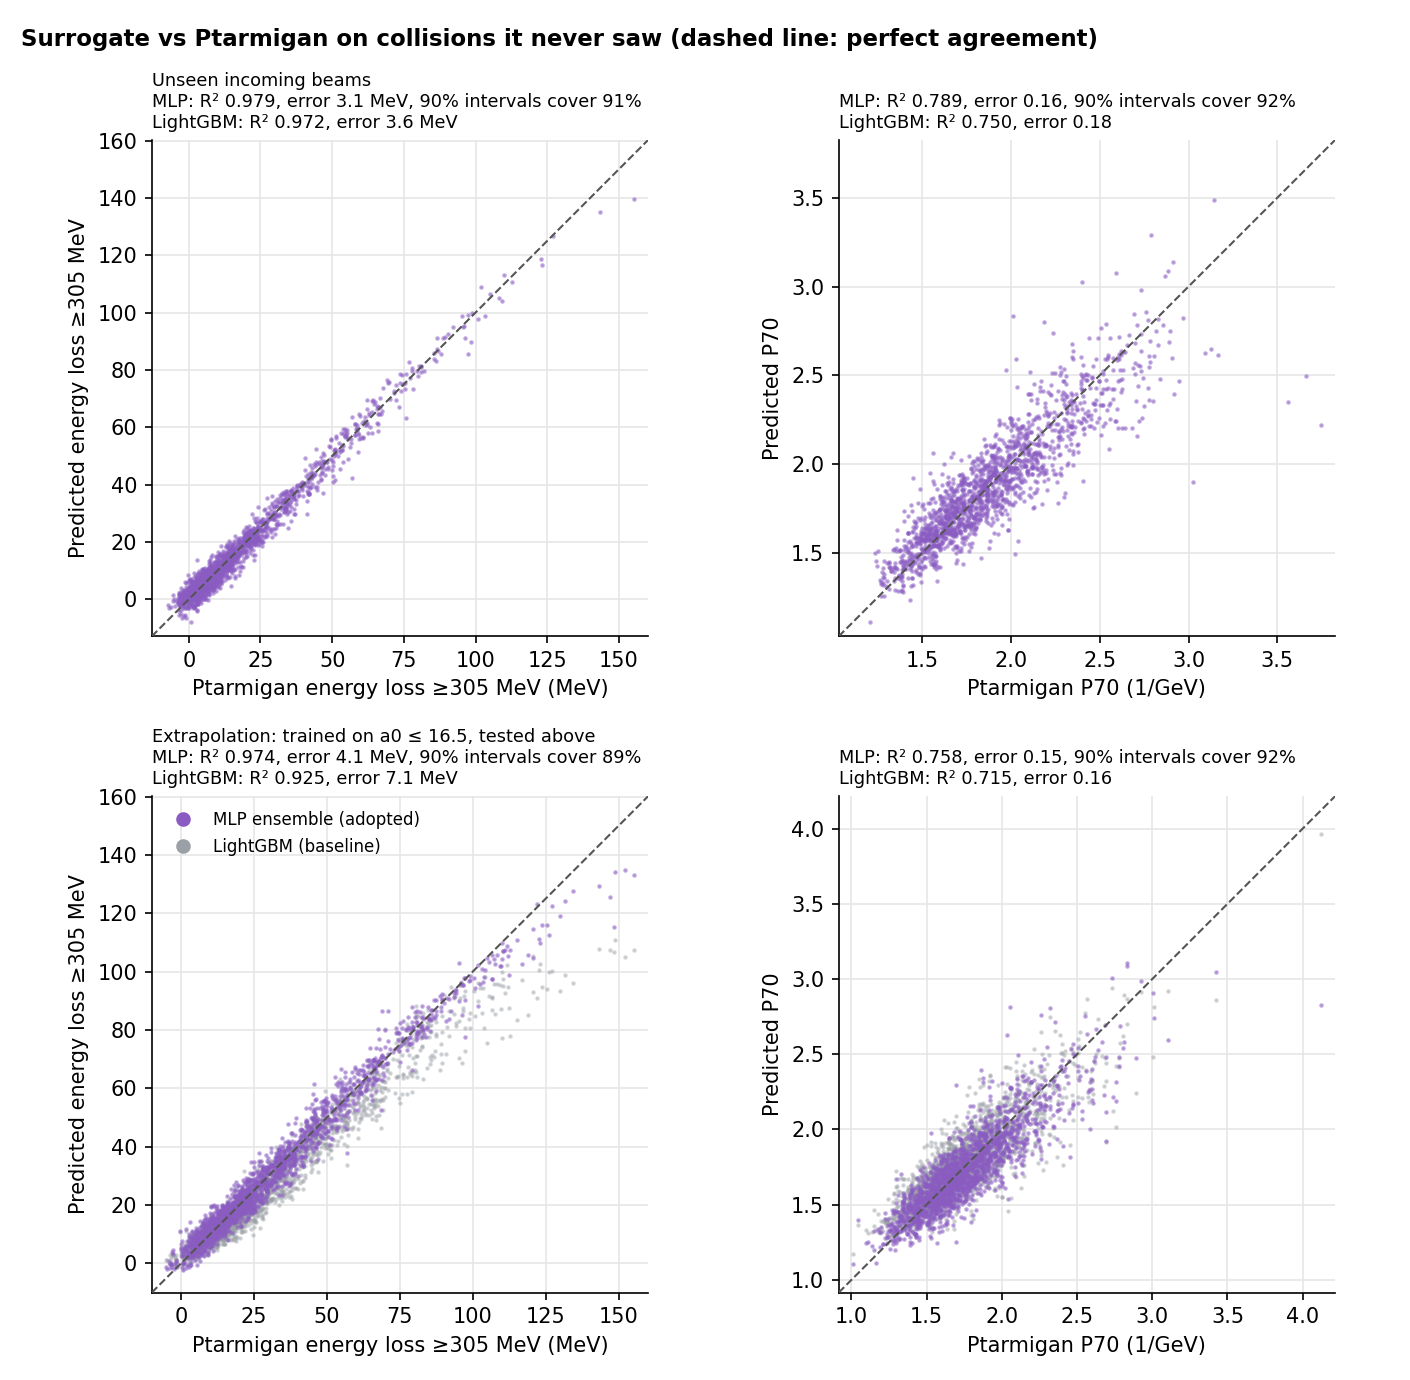 Surrogate vs Ptarmigan on collisions it never saw (dashed line: perfect agreement)
Unseen incoming beams
MLP: R² 0.979, error 3.1 MeV, 90% intervals cover 91%
LightGBM: R² 0.972, error 3.6 MeV
160
140
120
100
80
60
40
20
0
Predicted energy loss ≥305 MeV
0 25 50 75 100 125 150
Ptarmigan energy loss ≥305 MeV (MeV)
MLP: R² 0.789, error 0.16, 90% intervals cover 92%
LightGBM: R² 0.750, error 0.18
3.5
3.0
2.5
2.0
1.5
Predicted P70
1.5 2.0 2.5 3.0 3.5
Ptarmigan P70 (1/GeV)
Extrapolation: trained on a0 ≤ 16.5, tested above
MLP: R² 0.974, error 4.1 MeV, 90% intervals cover 89%
LightGBM: R² 0.925, error 7.1 MeV
MLP ensemble (adopted)
LightGBM (baseline)
160
140
120
100
80
60
40
20
0
Predicted energy loss ≥305 MeV
0 25 50 75 100 125 150
Ptarmigan energy loss ≥305 MeV (MeV)
MLP: R² 0.758, error 0.15, 90% intervals cover 92%
LightGBM: R² 0.715, error 0.16
4.0
3.5
3.0
2.5
2.0
1.5
1.0
Predicted P70
1.0 1.5 2.0 2.5 3.0 3.5 4.0
Ptarmigan P70 (1/GeV)